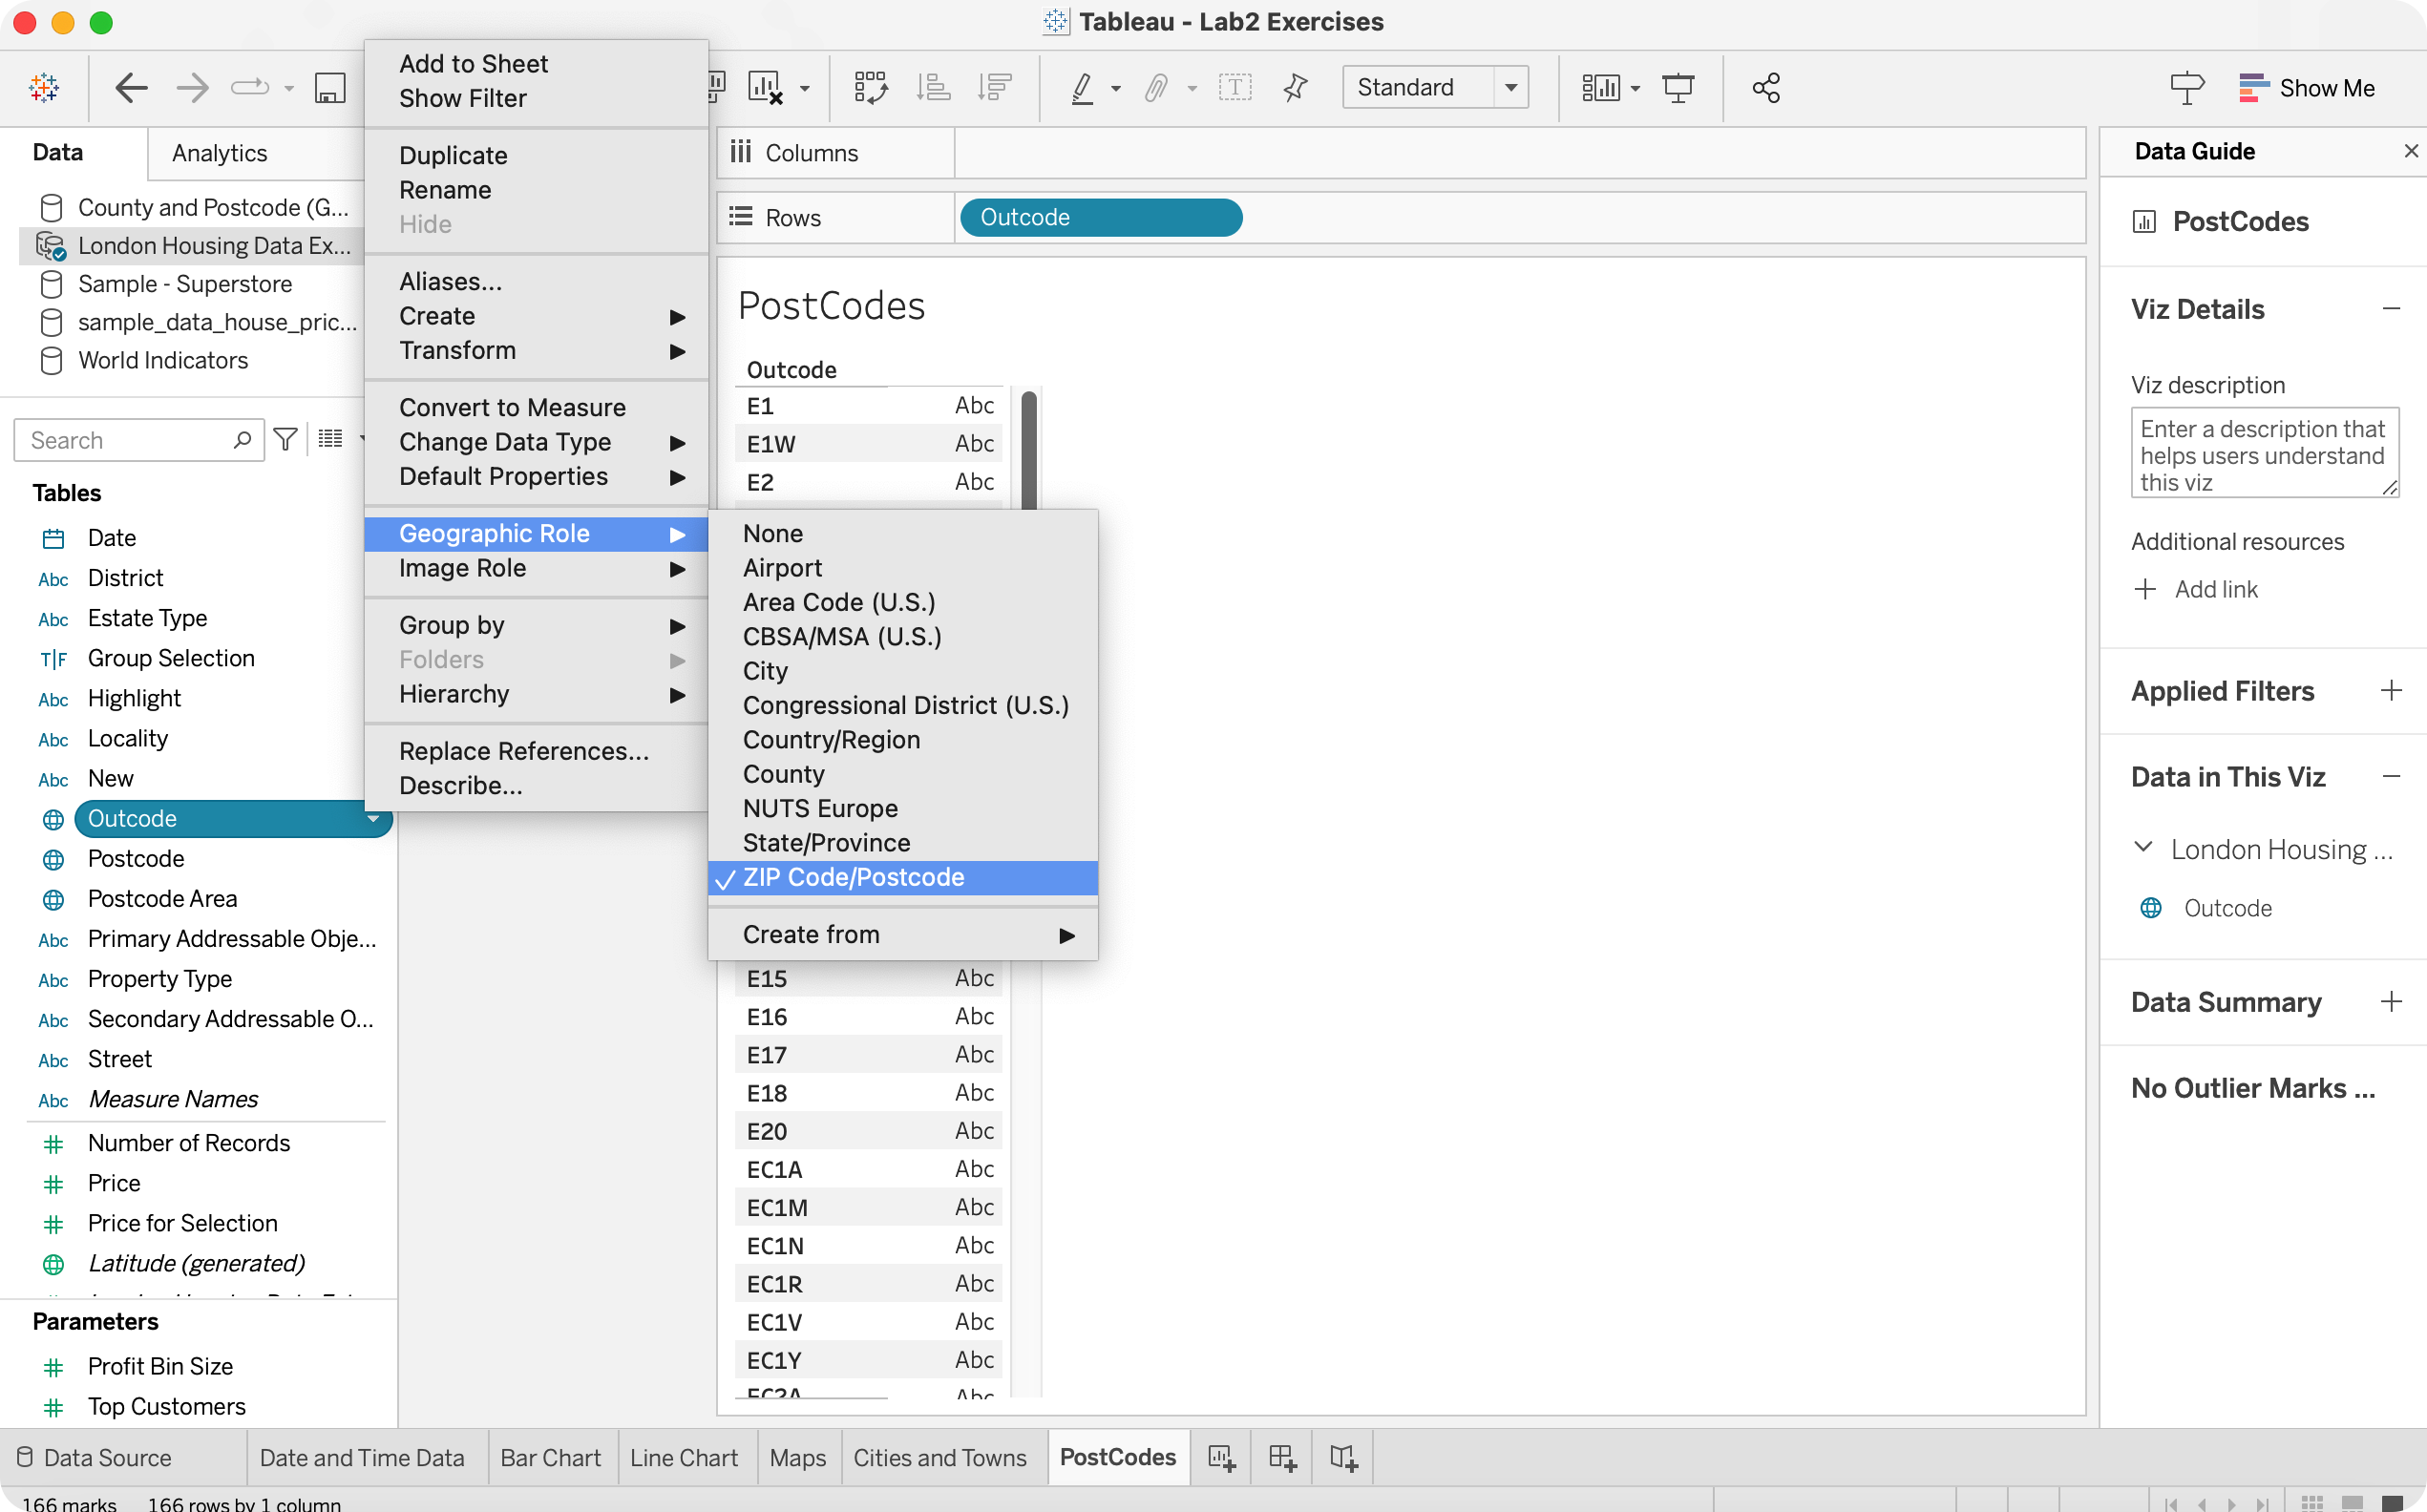 Tableau - Lab2 Exercises
Standard
Show Me
Data
Analytics
County and Postcode (G...
London Housing Data Ex...
Sample - Superstore
sample_data_house_pric...
World Indicators
Search
Tables
Date
Abc District
Abc Estate Type
T|F Group Selection
Abc Highlight
Abc Locality
Abc New
Outcode
Postcode
Postcode Area
Abc Primary Addressable Obje...
Abc Property Type
Abc Secondary Addressable O...
Abc Street
Abc Measure Names
Number of Records
Price
Price for Selection
Latitude (generated)
Parameters
Profit Bin Size
Top Customers
Add to Sheet
Show Filter
Duplicate
Rename
Hide
Aliases...
Create
Transform
Convert to Measure
Change Data Type
Default Properties
Geographic Role
Image Role
Group by
Folders
Hierarchy
Replace References...
Describe...
None
Airport
Area Code (U.S.)
CBSA/MSA (U.S.)
City
Congressional District (U.S.)
Country/Region
County
NUTS Europe
State/Province
✓ ZIP Code/Postcode
Create from
Columns
Rows
Outcode
PostCodes
Outcode
E1 Abc
E1W Abc
E2 Abc
E15 Abc
E16 Abc
E17 Abc
E18 Abc
E20 Abc
EC1A Abc
EC1M Abc
EC1N Abc
EC1R Abc
EC1V Abc
EC1Y Abc
EC2A Abc
Data Guide
PostCodes
Viz Details
Viz description
Enter a description that
helps users understand
this viz
Additional resources
Add link
Applied Filters
Data in This Viz
London Housing ...
Outcode
Data Summary
No Outlier Marks ...
Data Source
Date and Time Data
Bar Chart
Line Chart
Maps
Cities and Towns
PostCodes
166 marks 166 rows by 1 column